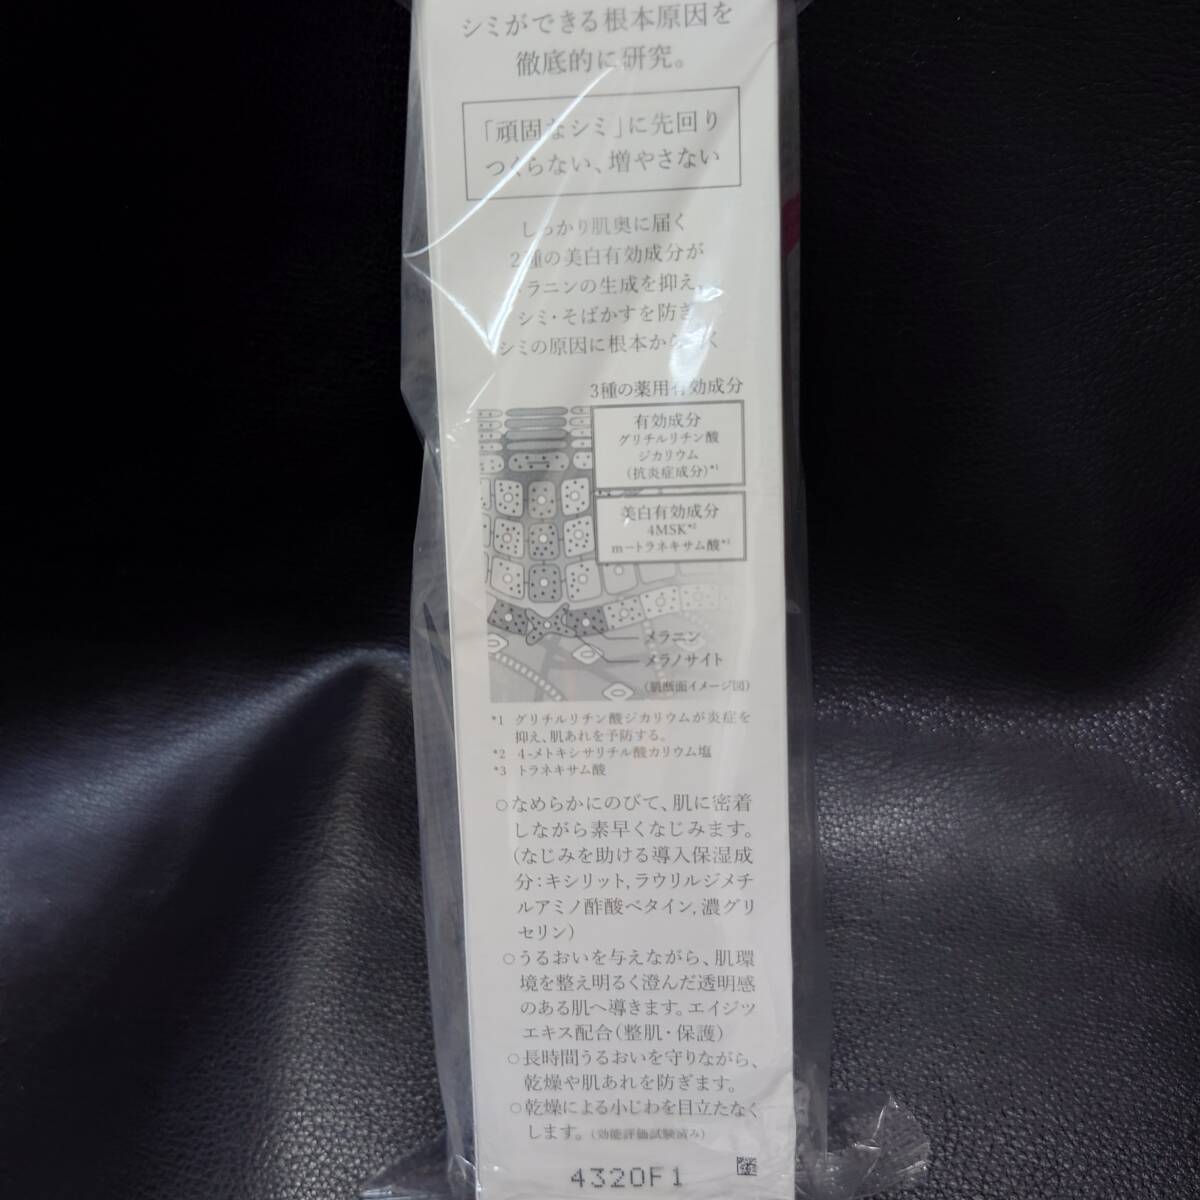 シミができる根本原因を
徹底的に研究。
「頑固なシミ」に先回り
つくらない、増やさない
しっかり肌奥に届く
2種の美白有効成分が
ラニンの生成を抑え、
シミ・そばかすを防ぎ
シミの原因に根本から
く
3種の薬用有効成分
有効成分
グリチルリチン酸
ジカリウム
(抗炎症成分)*1
美白有効成分
4MSK*2
m-トラネキサム酸
メラニン
メラノサイト
(肌断面イメージ図)
*1 グリチルリチン酸ジカリウムが炎症を
抑え、肌あれを予防する。
*2 4-メトキシサリチル酸カリウム塩
*3 トラネキサム酸
○なめらかにのびて、肌に密着
しながら素早くなじみます。
(なじみを助ける導入保湿成
分:キシリット,ラウリルジメチ
ルアミノ酢酸ベタイン,濃グリ
セリン)
○うるおいを与えながら、肌環
境を整え明るく澄んだ透明感
のある肌へ導きます。エイジツ
エキス配合(整肌・保護)
○長時間うるおいを守りながら、
乾燥や肌あれを防ぎます。
○乾燥による小じわを目立たなく
します。(効能評価試験済み)
4320F1